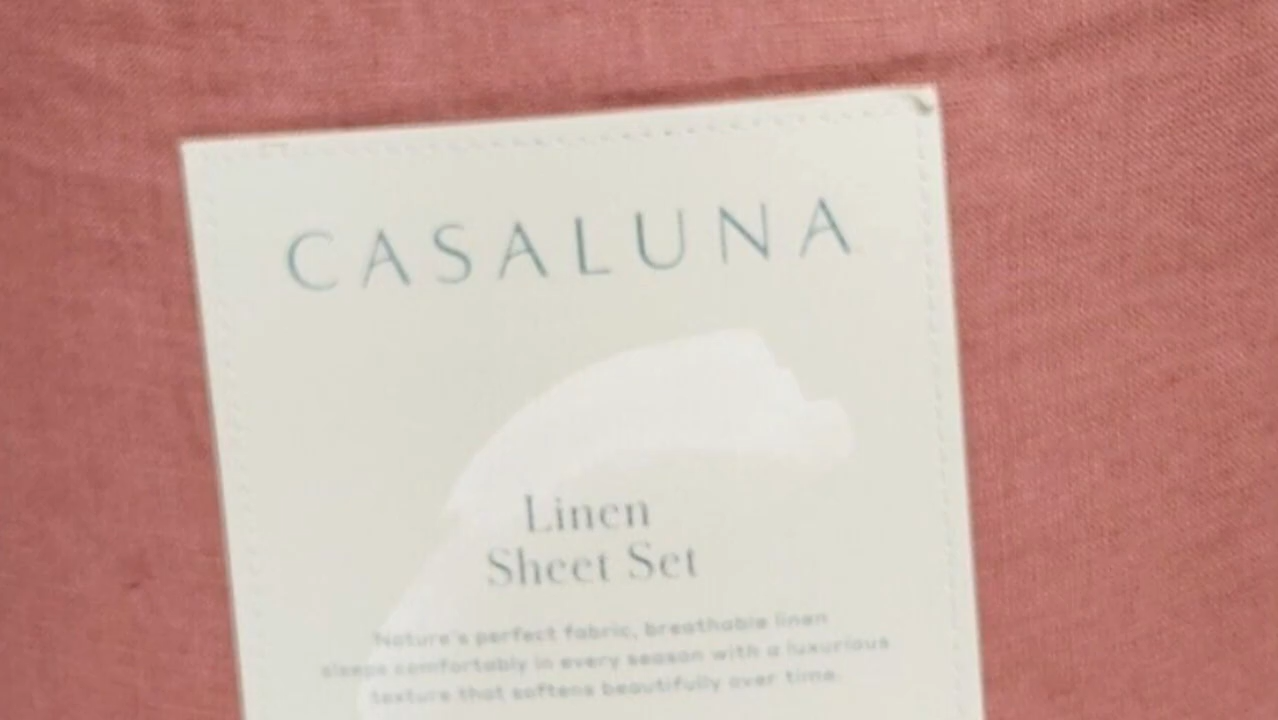 CASALUNA
Linen
Sheet Set
Nature's perfect fabric, breathable linen
sleeps comfortably in every season with a luxurious
texture that softens beautifully over time.